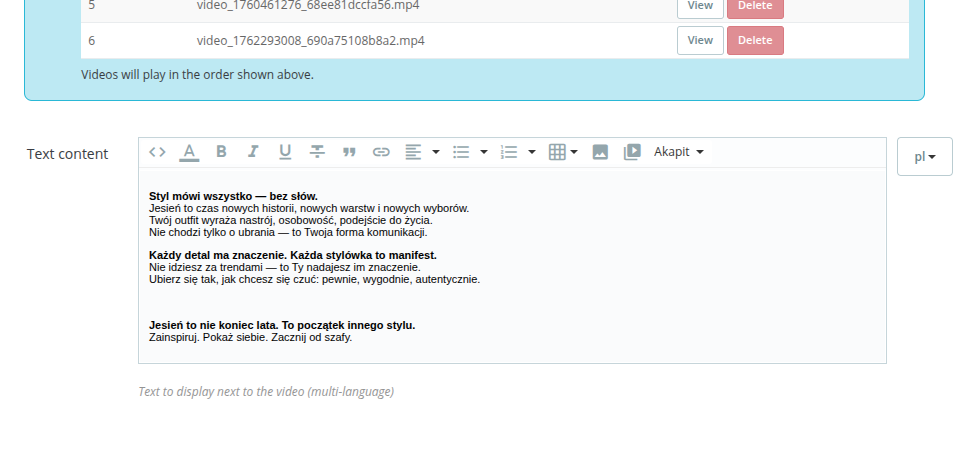 5 video_1760461276_68ee81dccfa56.mp4 View Delete
6 video_1762293008_690a75108b8a2.mp4 View Delete
Videos will play in the order shown above.
Text content
Akapit
pl
Styl mówi wszystko — bez słów.
Jesień to czas nowych historii, nowych warstw i nowych wyborów.
Twój outfit wyraża nastrój, osobowość, podejście do życia.
Nie chodzi tylko o ubrania — to Twoja forma komunikacji.
Każdy detal ma znaczenie. Każda stylówka to manifest.
Nie idziesz za trendami — to Ty nadajesz im znaczenie.
Ubierz się tak, jak chcesz się czuć: pewnie, wygodnie, autentycznie.
Jesień to nie koniec lata. To początek innego stylu.
Zainspiruj. Pokaż siebie. Zacznij od szafy.
Text to display next to the video (multi-language)